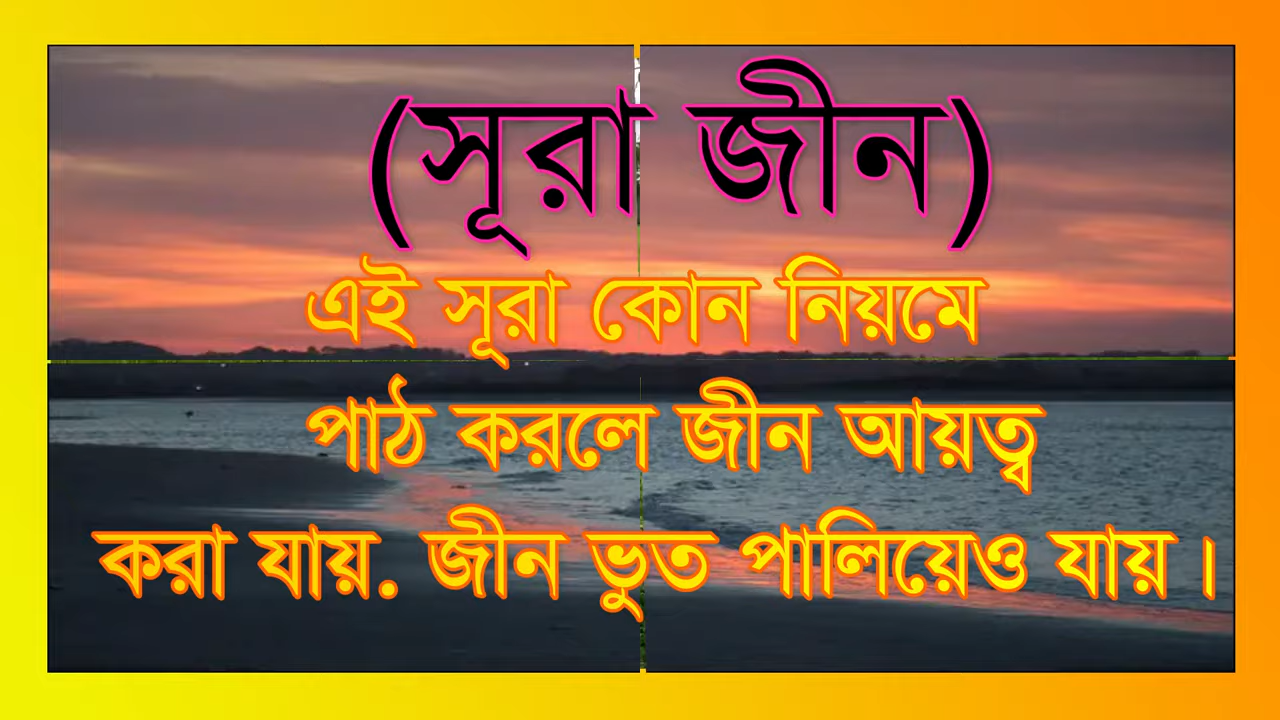 (সূরা জীন)
এই সূরা কোন নিয়মে
পাঠ করলে জীন আয়ত্ব
করা যায়. জীন ভুত পালিয়েও যায়।